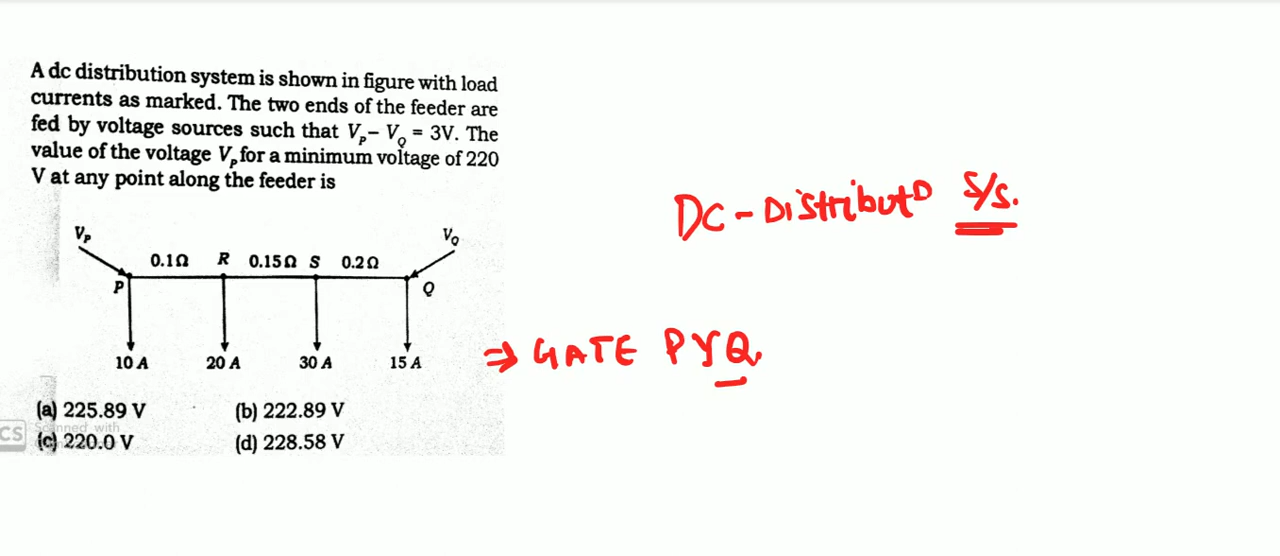 A dc distribution system is shown in figure with load
currents as marked. The two ends of the feeder are
fed by voltage sources such that V_P – V_Q = 3V. The
value of the voltage V_P for a minimum voltage of 220
V at any point along the feeder is
DC - DistributD S/s.
V_P V_Q
0.1Ω R 0.15Ω S 0.2Ω
P Q
10 A 20 A 30 A 15 A
⇒ GATE PYQ.
(a) 225.89 V (b) 222.89 V
CS Scanned with
(c) 220.0 V (d) 228.58 V